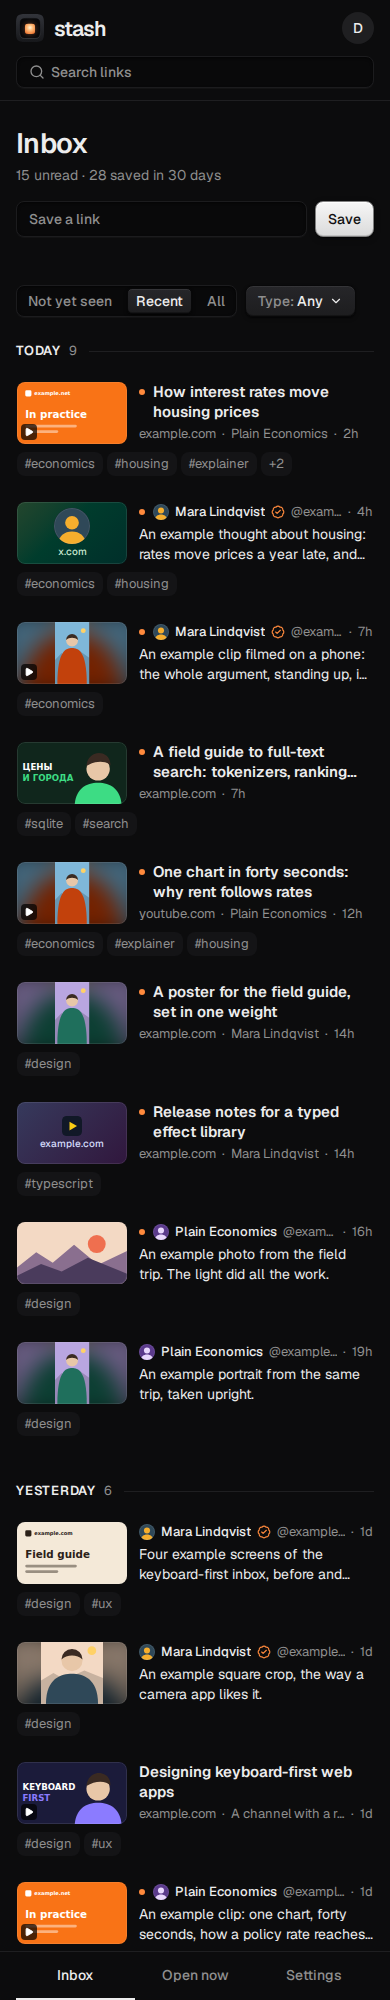 stash
D
Search links
Inbox
15 unread · 28 saved in 30 days
Save a link
Save
Not yet seen Recent All Type: Any
TODAY 9
example.net
In practice
How interest rates move
housing prices
example.com · Plain Economics · 2h
#economics #housing #explainer +2
x.com
Mara Lindqvist @exam… · 4h
An example thought about housing:
rates move prices a year late, and…
#economics #housing
Mara Lindqvist @exam… · 7h
An example clip filmed on a phone:
the whole argument, standing up, i…
#economics
ЦЕНЫ
И ГОРОДА
A field guide to full-text
search: tokenizers, ranking…
example.com · 7h
#sqlite #search
One chart in forty seconds:
why rent follows rates
youtube.com · Plain Economics · 12h
#economics #explainer #housing
A poster for the field guide,
set in one weight
example.com · Mara Lindqvist · 14h
#design
example.com
Release notes for a typed
effect library
example.com · Mara Lindqvist · 14h
#typescript
Plain Economics @exam… · 16h
An example photo from the field
trip. The light did all the work.
#design
Plain Economics @example… · 19h
An example portrait from the same
trip, taken upright.
#design
YESTERDAY 6
example.com
Field guide
Mara Lindqvist @example… · 1d
Four example screens of the
keyboard-first inbox, before and…
#design #ux
Mara Lindqvist @example… · 1d
An example square crop, the way a
camera app likes it.
#design
KEYBOARD
FIRST
Designing keyboard-first web
apps
example.com · A channel with a r… · 1d
#design #ux
example.net
In practice
Plain Economics @exampl… · 1d
An example clip: one chart, forty
seconds, how a policy rate reaches…
Inbox Open now Settings